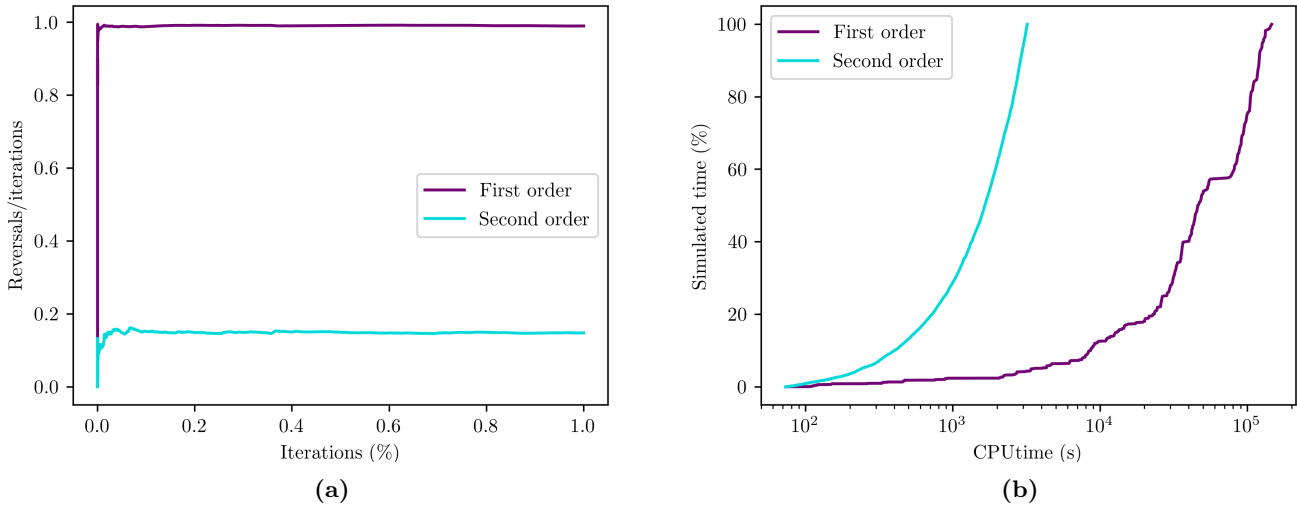 1.0
0.8
0.6
0.4
0.2
0.0
Reversals/iterations
First order
Second order
0.0 0.2 0.4 0.6 0.8 1.0
Iterations (%)
(a)
100
80
60
40
20
0
Simulated time (%)
First order
Second order
10² 10³ 10⁴ 10⁵
CPUtime (s)
(b)